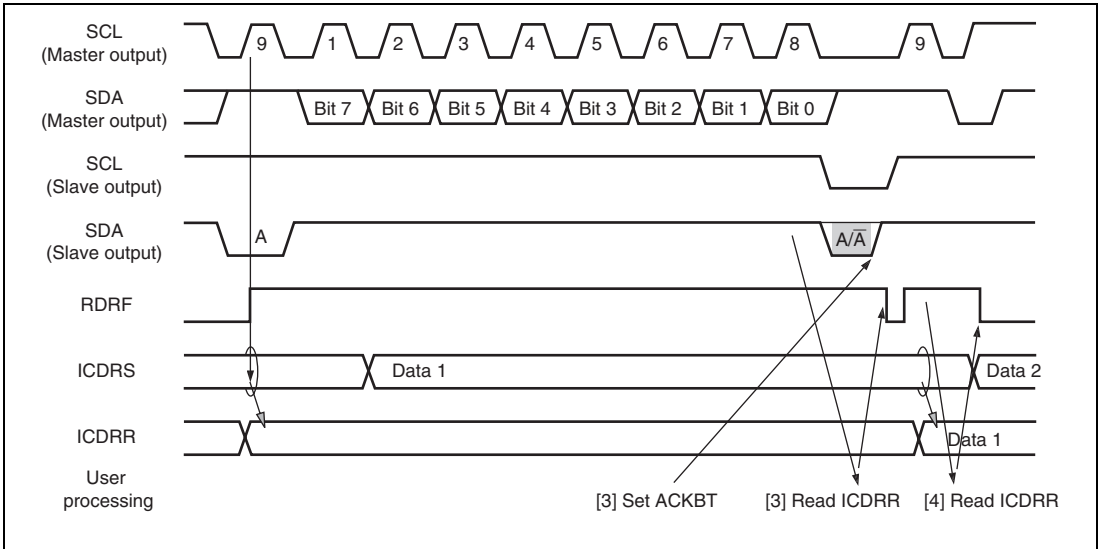 SCL
(Master output)
9 1 2 3 4 5 6 7 8 9
SDA
(Master output)
Bit 7 Bit 6 Bit 5 Bit 4 Bit 3 Bit 2 Bit 1 Bit 0
SCL
(Slave output)
SDA
(Slave output)
A A/A̅
RDRF
ICDRS
Data 1 Data 2
ICDRR
Data 1
User
processing
[3] Set ACKBT [3] Read ICDRR [4] Read ICDRR